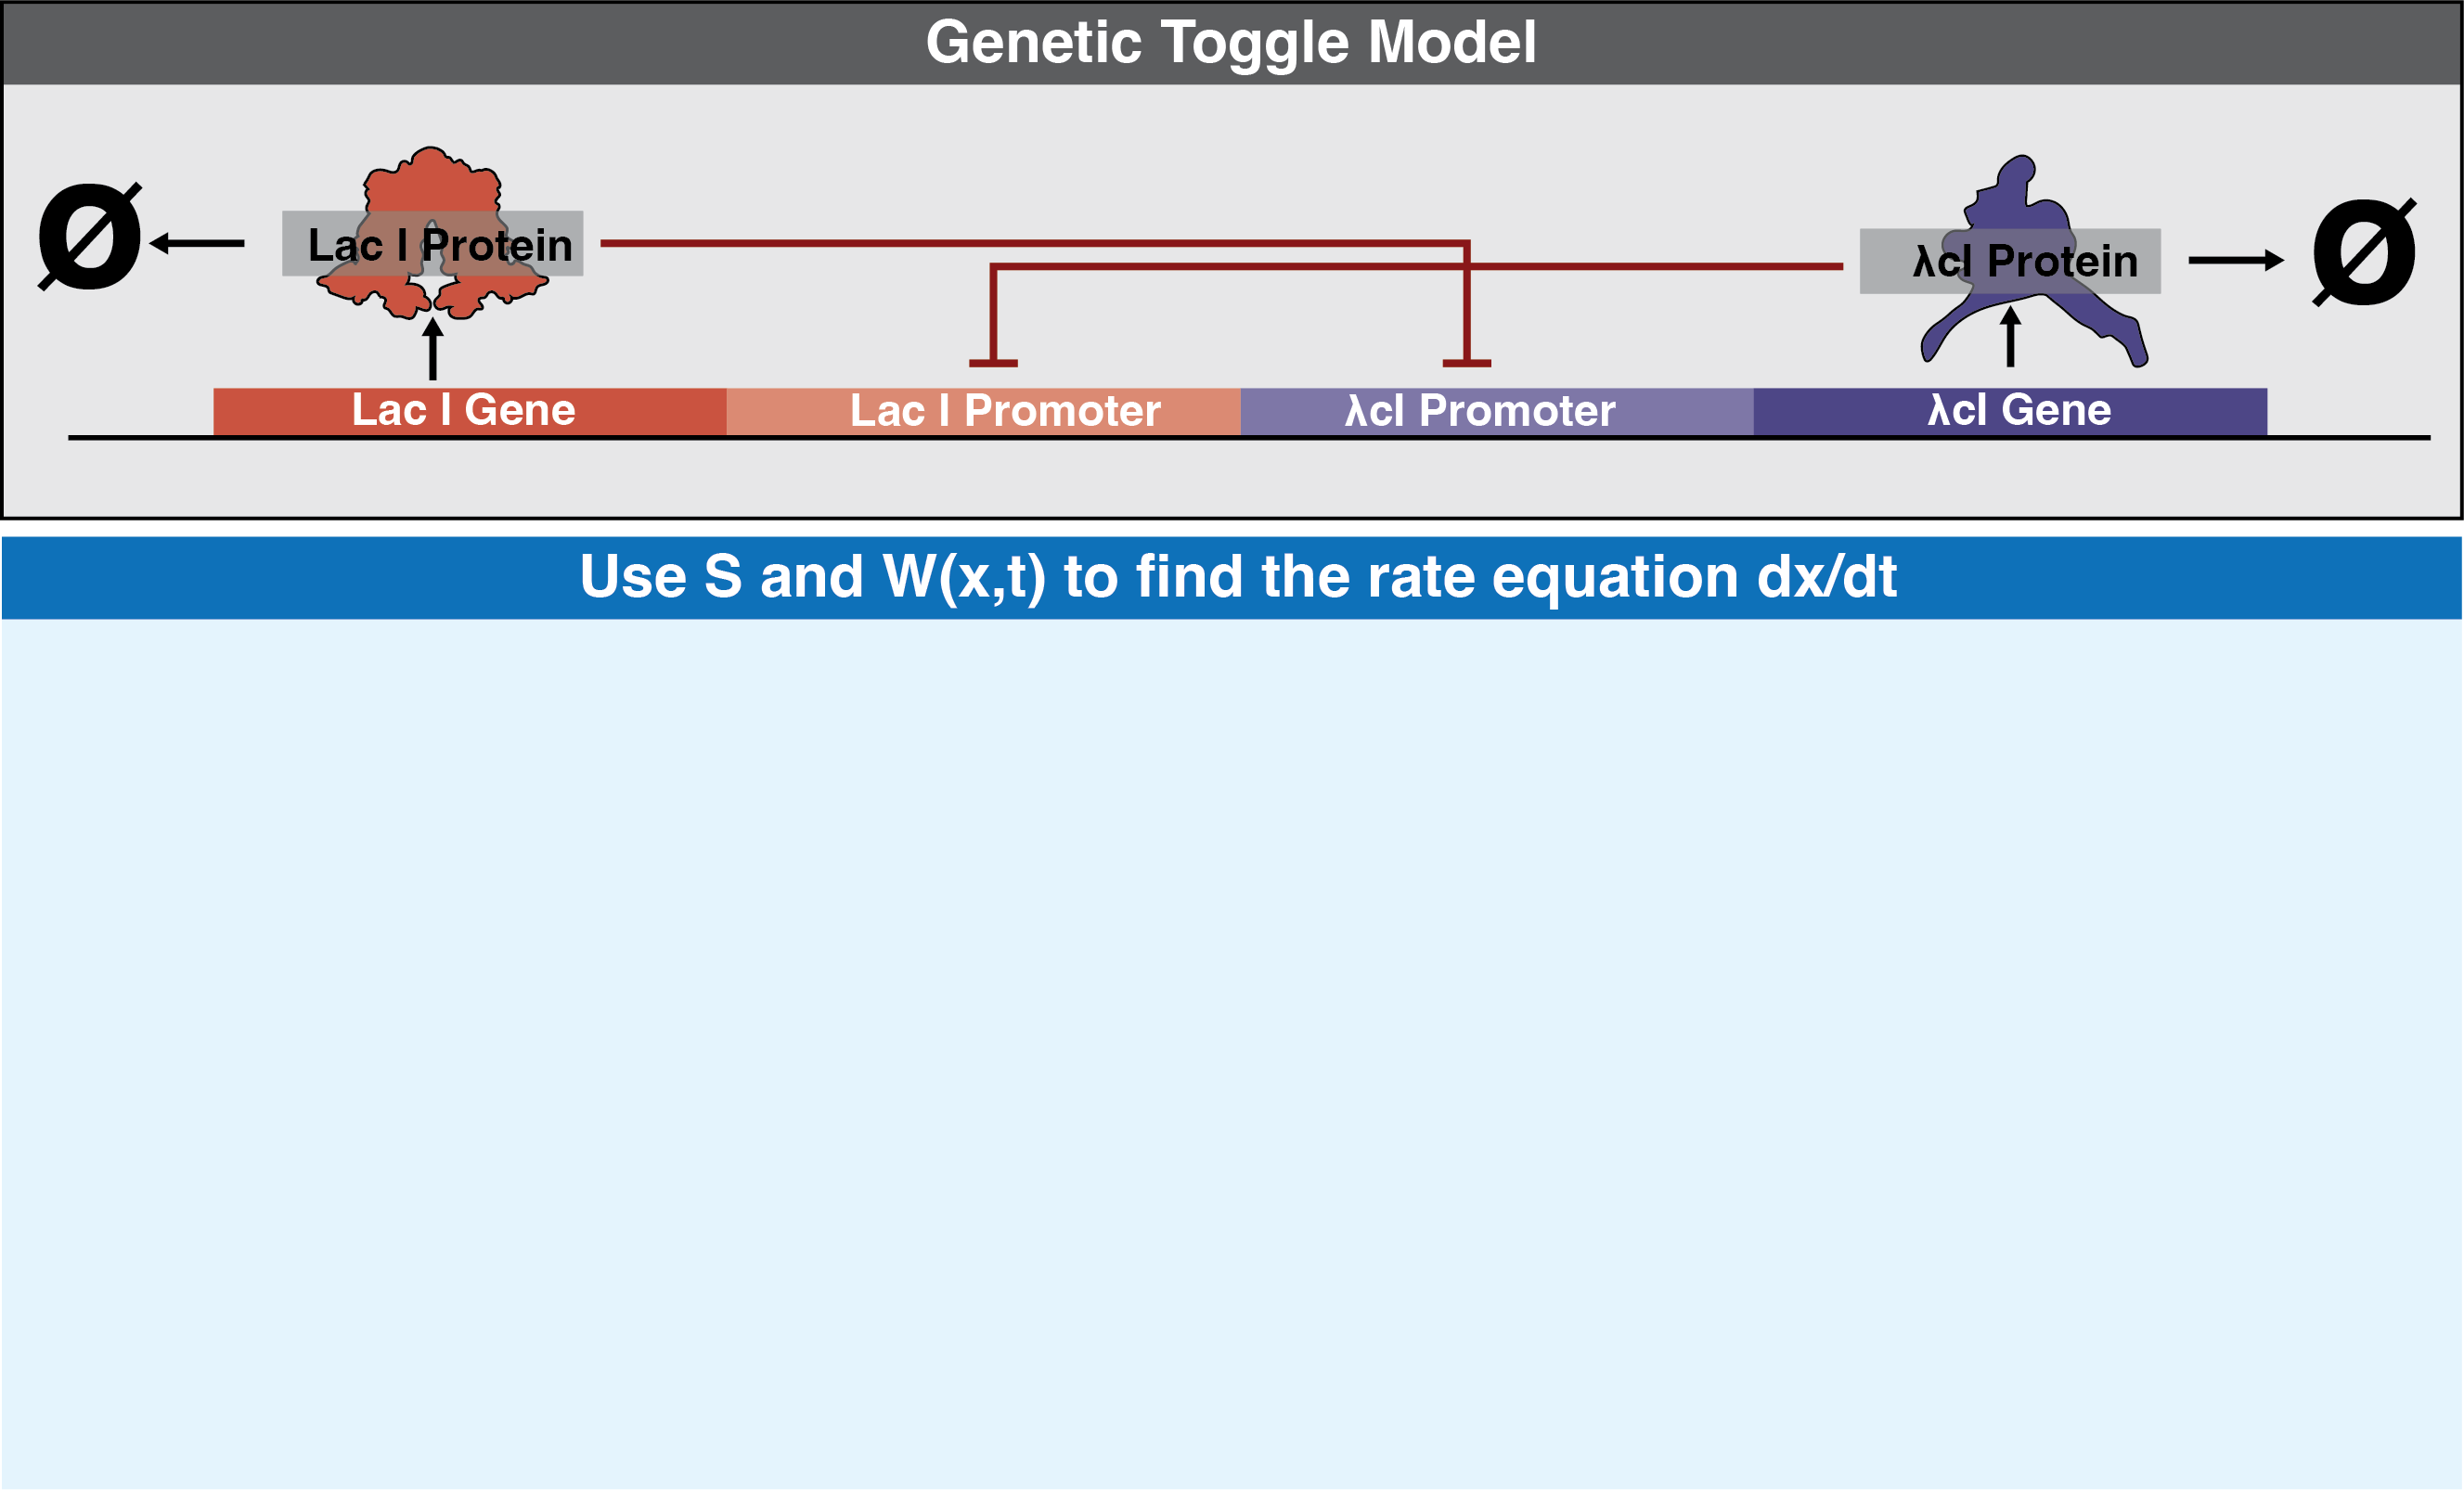 Genetic Toggle Model
Ø
Lac I Protein
λcI Protein
Ø
Lac I Gene
Lac I Promoter
λcI Promoter
λcI Gene
Use S and W(x,t) to find the rate equation dx/dt